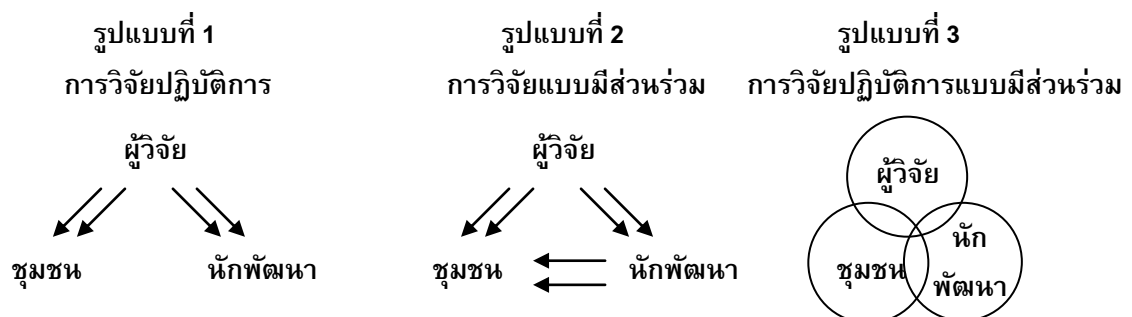 รูปแบบที่ 1
การวิจัยปฏิบัติการ
ผู้วิจัย
ชุมชน
นักพัฒนา
รูปแบบที่ 2
การวิจัยแบบมีส่วนร่วม
ผู้วิจัย
ชุมชน
นักพัฒนา
รูปแบบที่ 3
การวิจัยปฏิบัติการแบบมีส่วนร่วม
ผู้วิจัย
ชุมชน
นัก
พัฒนา